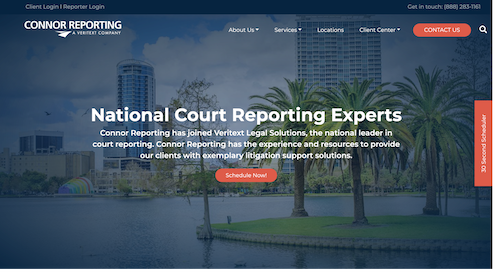 Client Login | Reporter Login
Get in touch: (888) 283-1161
CONNOR REPORTING
A VERITEXT COMPANY
About Us
Services
Locations
Client Center
CONTACT US
National Court Reporting Experts
Connor Reporting has joined Veritext Legal Solutions, the national leader in
court reporting. Connor Reporting has the experience and resources to provide
our clients with exemplary litigation support solutions.
Schedule Now!
30 Second Scheduler